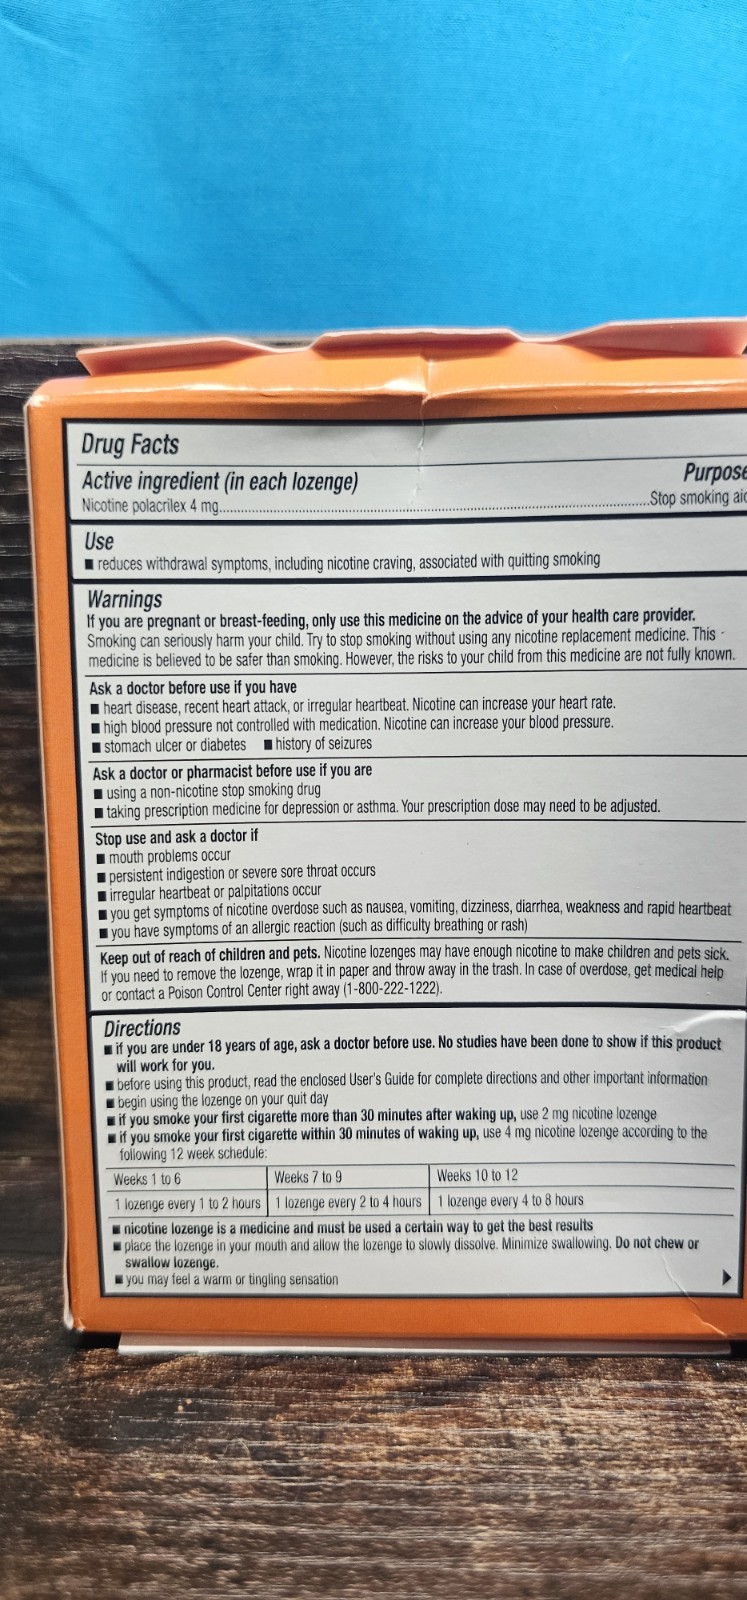 Drug Facts
Active ingredient (in each lozenge) Purpose
Nicotine polacrilex 4 mg..........Stop smoking aid
Use
■ reduces withdrawal symptoms, including nicotine craving, associated with quitting smoking
Warnings
If you are pregnant or breast-feeding, only use this medicine on the advice of your health care provider.
Smoking can seriously harm your child. Try to stop smoking without using any nicotine replacement medicine. This
medicine is believed to be safer than smoking. However, the risks to your child from this medicine are not fully known.
Ask a doctor before use if you have
■ heart disease, recent heart attack, or irregular heartbeat. Nicotine can increase your heart rate.
■ high blood pressure not controlled with medication. Nicotine can increase your blood pressure.
■ stomach ulcer or diabetes ■ history of seizures
Ask a doctor or pharmacist before use if you are
■ using a non-nicotine stop smoking drug
■ taking prescription medicine for depression or asthma. Your prescription dose may need to be adjusted.
Stop use and ask a doctor if
■ mouth problems occur
■ persistent indigestion or severe sore throat occurs
■ irregular heartbeat or palpitations occur
■ you get symptoms of nicotine overdose such as nausea, vomiting, dizziness, diarrhea, weakness and rapid heartbeat
■ you have symptoms of an allergic reaction (such as difficulty breathing or rash)
Keep out of reach of children and pets. Nicotine lozenges may have enough nicotine to make children and pets sick.
If you need to remove the lozenge, wrap it in paper and throw away in the trash. In case of overdose, get medical help
or contact a Poison Control Center right away (1-800-222-1222).
Directions
■ if you are under 18 years of age, ask a doctor before use. No studies have been done to show if this product
will work for you.
■ before using this product, read the enclosed User's Guide for complete directions and other important information
■ begin using the lozenge on your quit day
■ if you smoke your first cigarette more than 30 minutes after waking up, use 2 mg nicotine lozenge
■ if you smoke your first cigarette within 30 minutes of waking up, use 4 mg nicotine lozenge according to the
following 12 week schedule:
Weeks 1 to 6 Weeks 7 to 9 Weeks 10 to 12
1 lozenge every 1 to 2 hours 1 lozenge every 2 to 4 hours 1 lozenge every 4 to 8 hours
■ nicotine lozenge is a medicine and must be used a certain way to get the best results
■ place the lozenge in your mouth and allow the lozenge to slowly dissolve. Minimize swallowing. Do not chew or
swallow lozenge.
■ you may feel a warm or tingling sensation